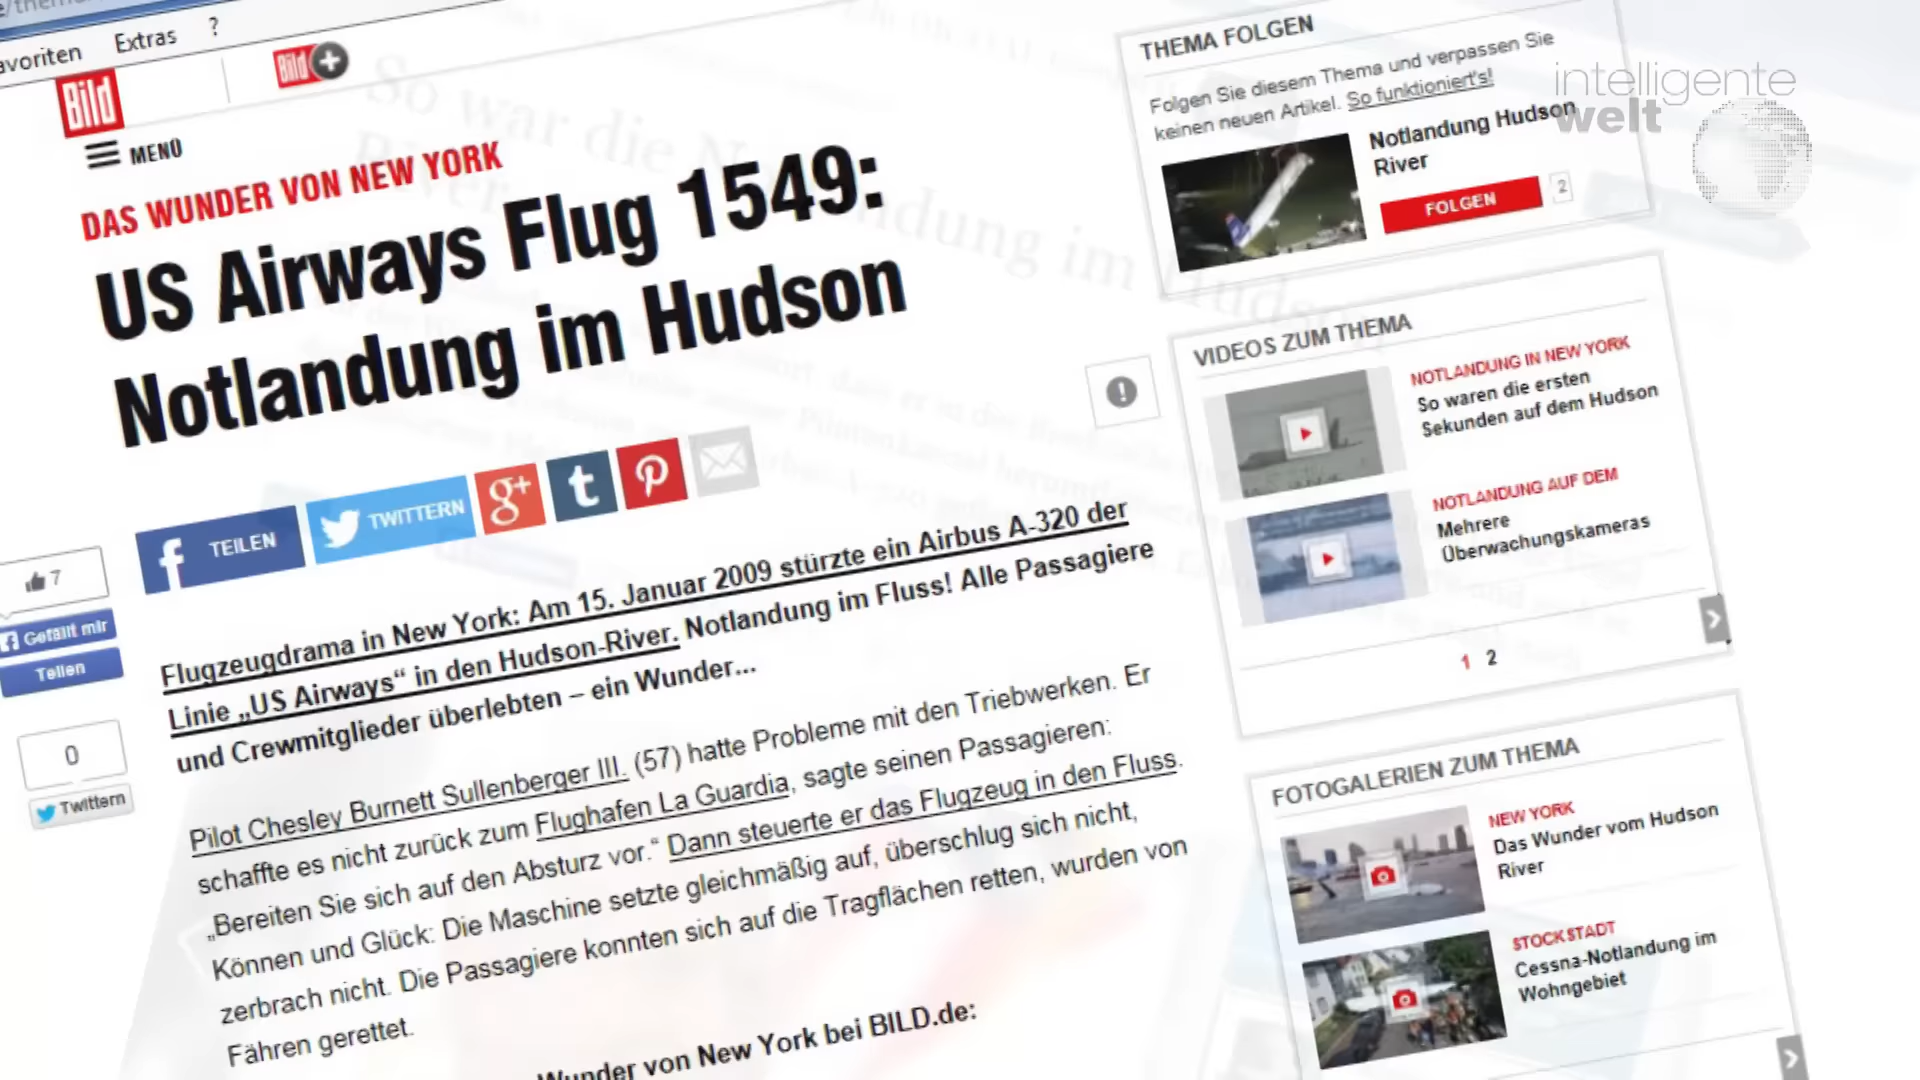 avoriten Extras ?
Bild
Bild+
MENÜ
DAS WUNDER VON NEW YORK
US Airways Flug 1549:
Notlandung im Hudson
TEILEN
TWITTERN
g+
t
7
Gefällt mir
Teilen
0
Twittern
Flugzeugdrama in New York: Am 15. Januar 2009 stürzte ein Airbus A-320 der
Linie „US Airways“ in den Hudson-River. Notlandung im Fluss! Alle Passagiere
und Crewmitglieder überlebten – ein Wunder...
Pilot Chesley Burnett Sullenberger III. (57) hatte Probleme mit den Triebwerken. Er
schaffte es nicht zurück zum Flughafen La Guardia, sagte seinen Passagieren:
„Bereiten Sie sich auf den Absturz vor.“ Dann steuerte er das Flugzeug in den Fluss.
Können und Glück: Die Maschine setzte gleichmäßig auf, überschlug sich nicht,
zerbrach nicht. Die Passagiere konnten sich auf die Tragflächen retten, wurden von
Fähren gerettet.
Wunder von New York bei BILD.de:
THEMA FOLGEN
Folgen Sie diesem Thema und verpassen Sie
keinen neuen Artikel. So funktioniert's!
Notlandung Hudson
River
FOLGEN
2
VIDEOS ZUM THEMA
NOTLANDUNG IN NEW YORK
So waren die ersten
Sekunden auf dem Hudson
NOTLANDUNG AUF DEM
Mehrere
Überwachungskameras
1 2
FOTOGALERIEN ZUM THEMA
NEW YORK
Das Wunder vom Hudson
River
STOCKSTADT
Cessna-Notlandung im
Wohngebiet
intelligente
welt
So war die Notlandung im Hudson
River